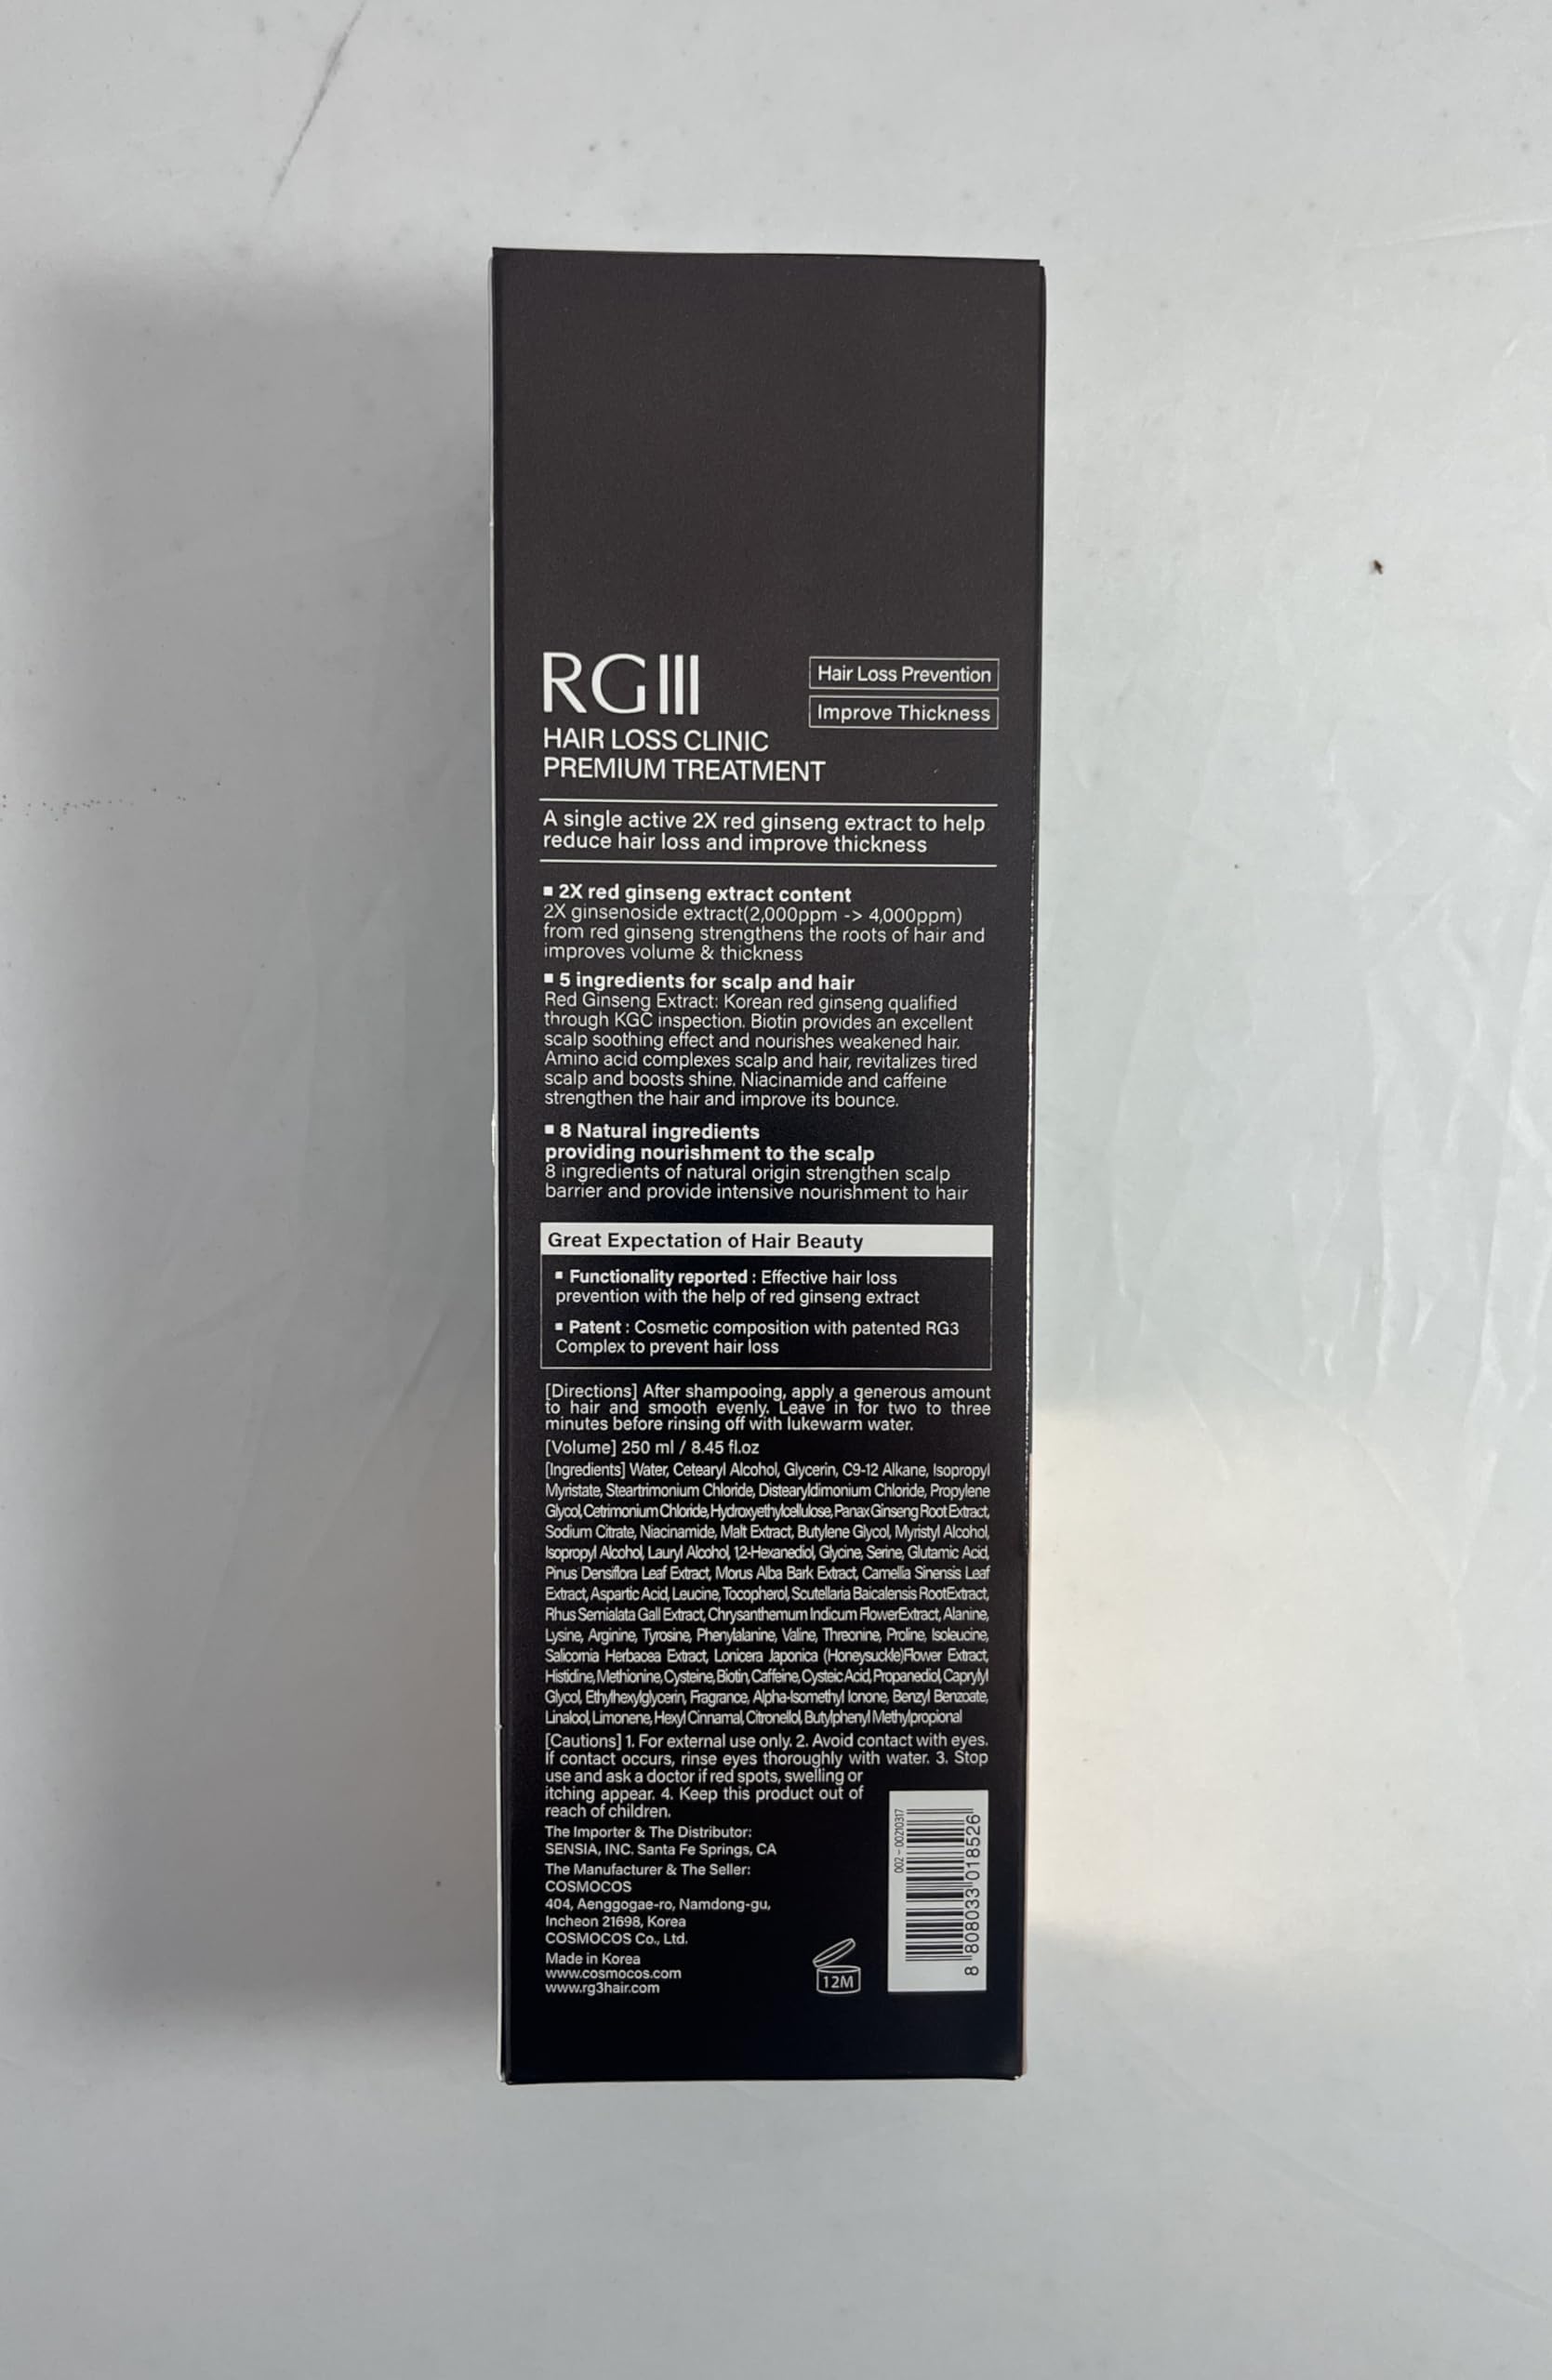 RGIII
Hair Loss Prevention
Improve Thickness
HAIR LOSS CLINIC
PREMIUM TREATMENT
A single active 2X red ginseng extract to help
reduce hair loss and improve thickness
▪ 2X red ginseng extract content
2X ginsenoside extract(2,000ppm -> 4,000ppm)
from red ginseng strengthens the roots of hair and
improves volume & thickness
▪ 5 ingredients for scalp and hair
Red Ginseng Extract: Korean red ginseng qualified
through KGC inspection. Biotin provides an excellent
scalp soothing effect and nourishes weakened hair.
Amino acid complexes scalp and hair, revitalizes tired
scalp and boosts shine. Niacinamide and caffeine
strengthen the hair and improve its bounce.
▪ 8 Natural ingredients
providing nourishment to the scalp
8 ingredients of natural origin strengthen scalp
barrier and provide intensive nourishment to hair
Great Expectation of Hair Beauty
▪ Functionality reported : Effective hair loss
prevention with the help of red ginseng extract
▪ Patent : Cosmetic composition with patented RG3
Complex to prevent hair loss
[Directions] After shampooing, apply a generous amount
to hair and smooth evenly. Leave in for two to three
minutes before rinsing off with lukewarm water.
[Volume] 250 ml / 8.45 fl.oz
[Ingredients] Water, Cetearyl Alcohol, Glycerin, C9-12 Alkane, Isopropyl
Myristate, Steartrimonium Chloride, Distearyldimonium Chloride, Propylene
Glycol, Cetrimonium Chloride, Hydroxyethylcellulose, Panax Ginseng Root Extract,
Sodium Citrate, Niacinamide, Malt Extract, Butylene Glycol, Myristyl Alcohol,
Isopropyl Alcohol, Lauryl Alcohol, 1,2-Hexanediol, Glycine, Serine, Glutamic Acid,
Pinus Densiflora Leaf Extract, Morus Alba Bark Extract, Camellia Sinensis Leaf
Extract, Aspartic Acid, Leucine, Tocopherol, Scutellaria Baicalensis RootExtract,
Rhus Semialata Gall Extract, Chrysanthemum Indicum FlowerExtract, Alanine,
Lysine, Arginine, Tyrosine, Phenylalanine, Valine, Threonine, Proline, Isoleucine,
Salicornia Herbacea Extract, Lonicera Japonica (Honeysuckle)Flower Extract,
Histidine, Methionine, Cysteine, Biotin, Caffeine, Cysteic Acid, Propanediol, Caprylyl
Glycol, Ethylhexylglycerin, Fragrance, Alpha-Isomethyl Ionone, Benzyl Benzoate,
Linalool, Limonene, Hexyl Cinnamal, Citronellol, Butylphenyl Methylpropional
[Cautions] 1. For external use only. 2. Avoid contact with eyes.
If contact occurs, rinse eyes thoroughly with water. 3. Stop
use and ask a doctor if red spots, swelling or
itching appear. 4. Keep this product out of
reach of children.
The Importer & The Distributor:
SENSIA, INC. Santa Fe Springs, CA
The Manufacturer & The Seller:
COSMOCOS
404, Aenggogae-ro, Namdong-gu,
Incheon 21698, Korea
COSMOCOS Co., Ltd.
Made in Korea
www.cosmocos.com
www.rg3hair.com
12M
002-00210317
8 808033 018526